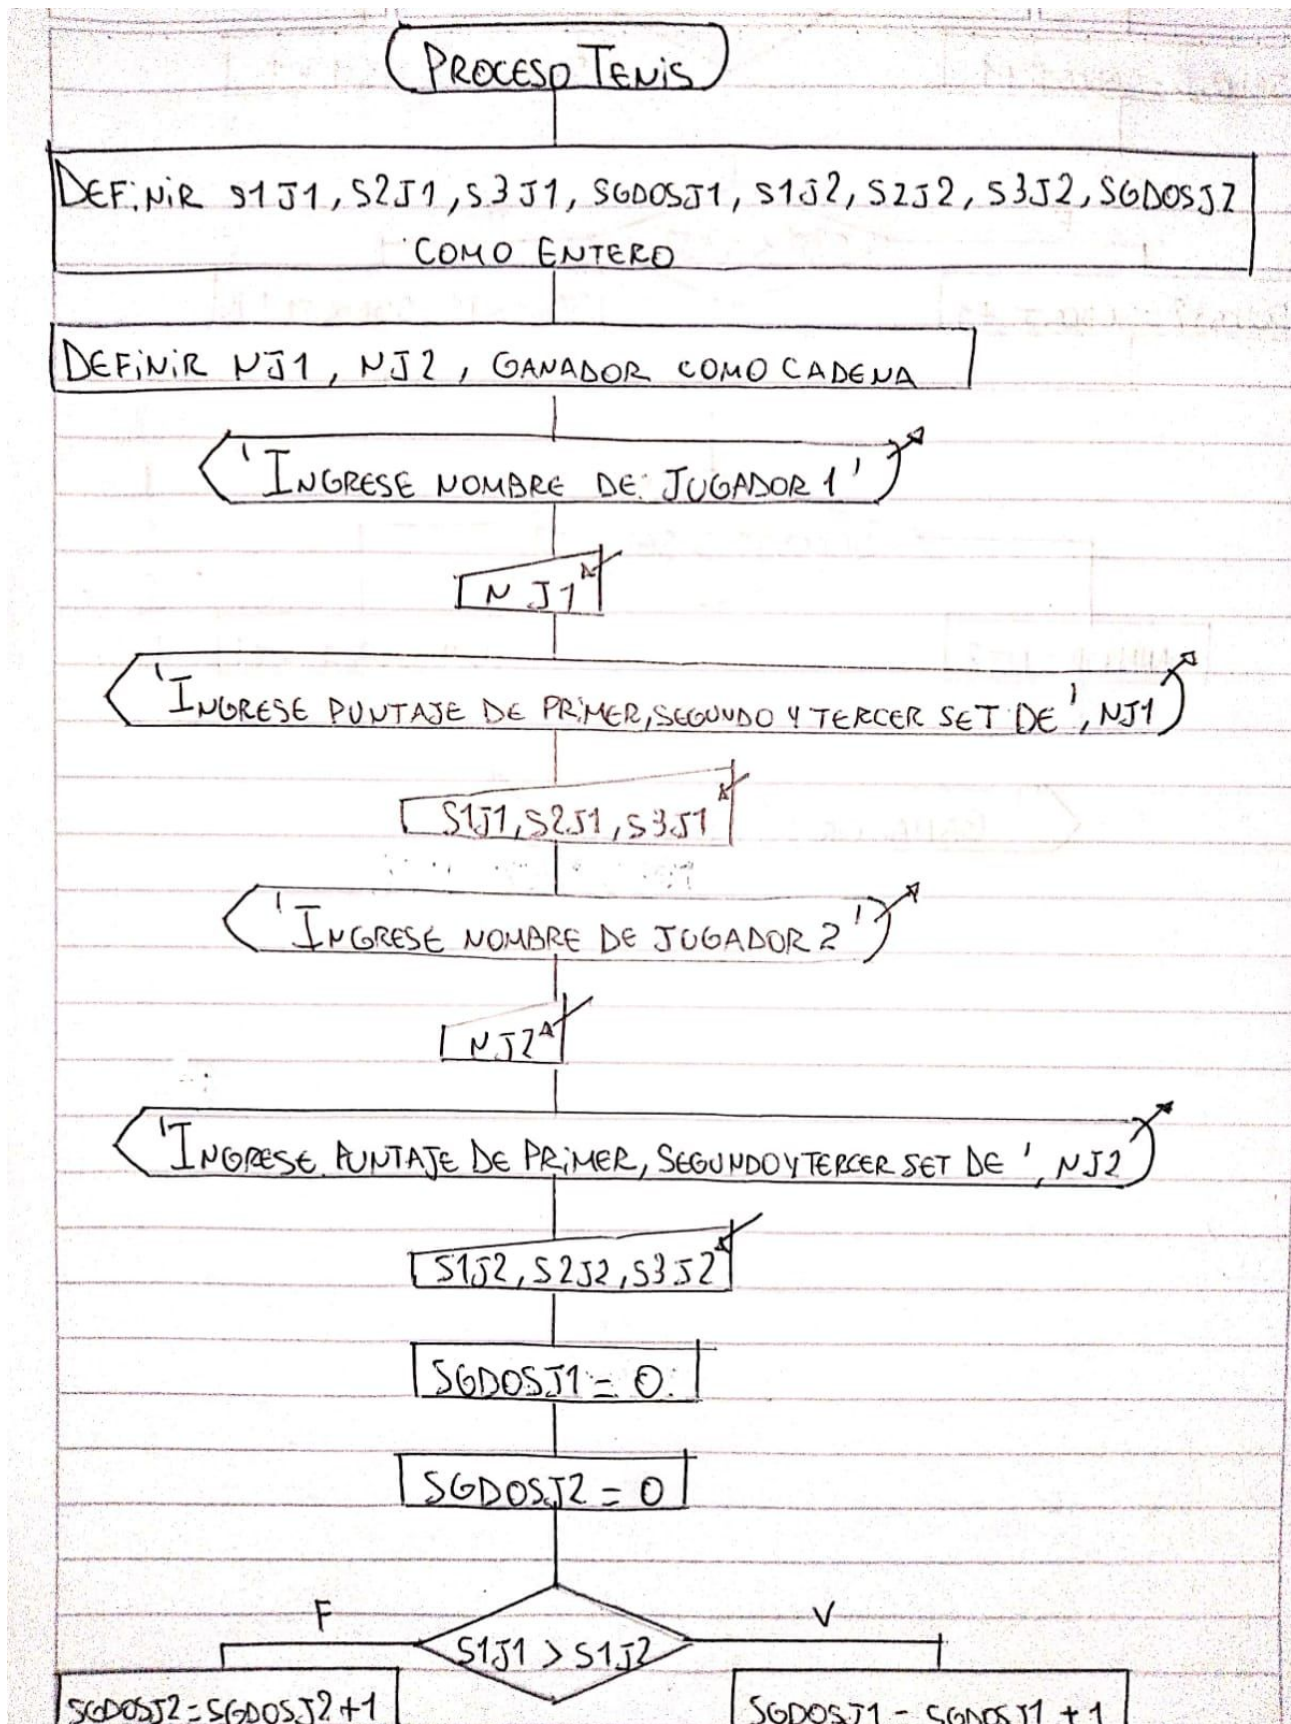 PROCESO TENIS
DEFINIR S1J1, S2J1, S3J1, SGDOSJ1, S1J2, S2J2, S3J2, SGDOSJ2
COMO ENTERO
DEFINIR NJ1, NJ2, GANADOR COMO CADENA
'INGRESE NOMBRE DE JUGADOR 1'
NJ1
'INGRESE PUNTAJE DE PRIMER, SEGUNDO Y TERCER SET DE', NJ1
S1J1, S2J1, S3J1
'INGRESE NOMBRE DE JUGADOR 2'
NJ2
'INGRESE PUNTAJE DE PRIMER, SEGUNDO Y TERCER SET DE', NJ2
S1J2, S2J2, S3J2
SGDOSJ1 = 0
SGDOSJ2 = 0
F V
S1J1 > S1J2
SGDOSJ2 = SGDOSJ2 + 1
SGDOSJ1 = SGDOSJ1 + 1